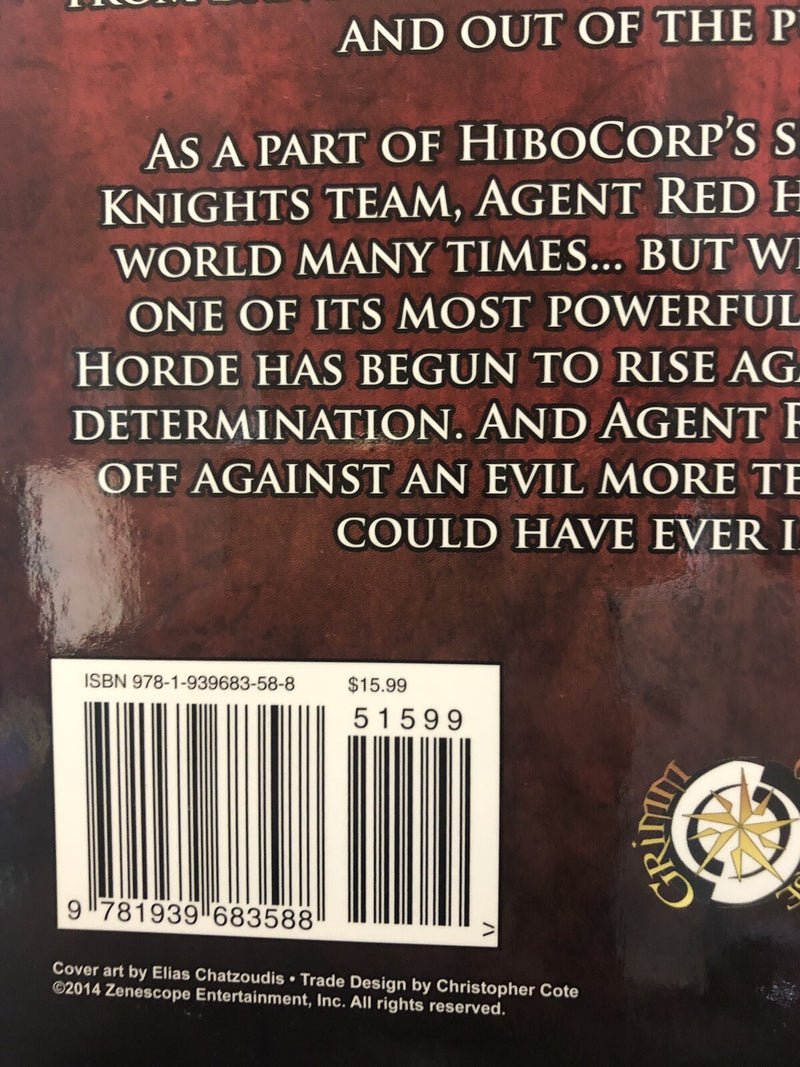 AND OUT OF THE
AS A PART OF HIBOCORP'S
KNIGHTS TEAM, AGENT RED
WORLD MANY TIMES... BUT
ONE OF ITS MOST POWERFUL
HORDE HAS BEGUN TO RISE
DETERMINATION. AND AGENT
OFF AGAINST AN EVIL MORE
COULD HAVE EVER
ISBN 978-1-939683-58-8 $15.99
51599
9 781939 683588 >
GRIMM
Cover art by Elias Chatzoudis • Trade Design by Christopher Cote
©2014 Zenescope Entertainment, Inc. All rights reserved.